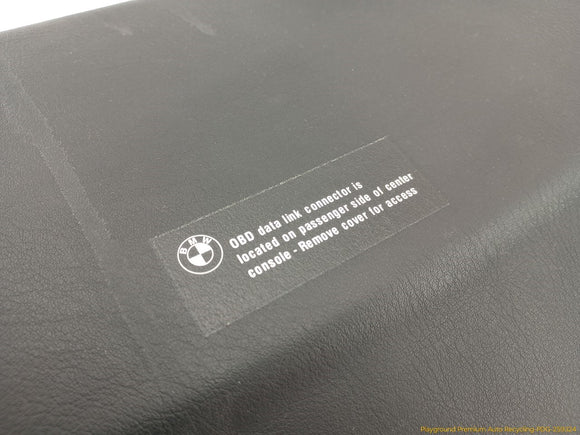 BMW
OBD data link connector is
located on passenger side of center
console - Remove cover for access
Playground Premium Auto Recycling-PDG-250324